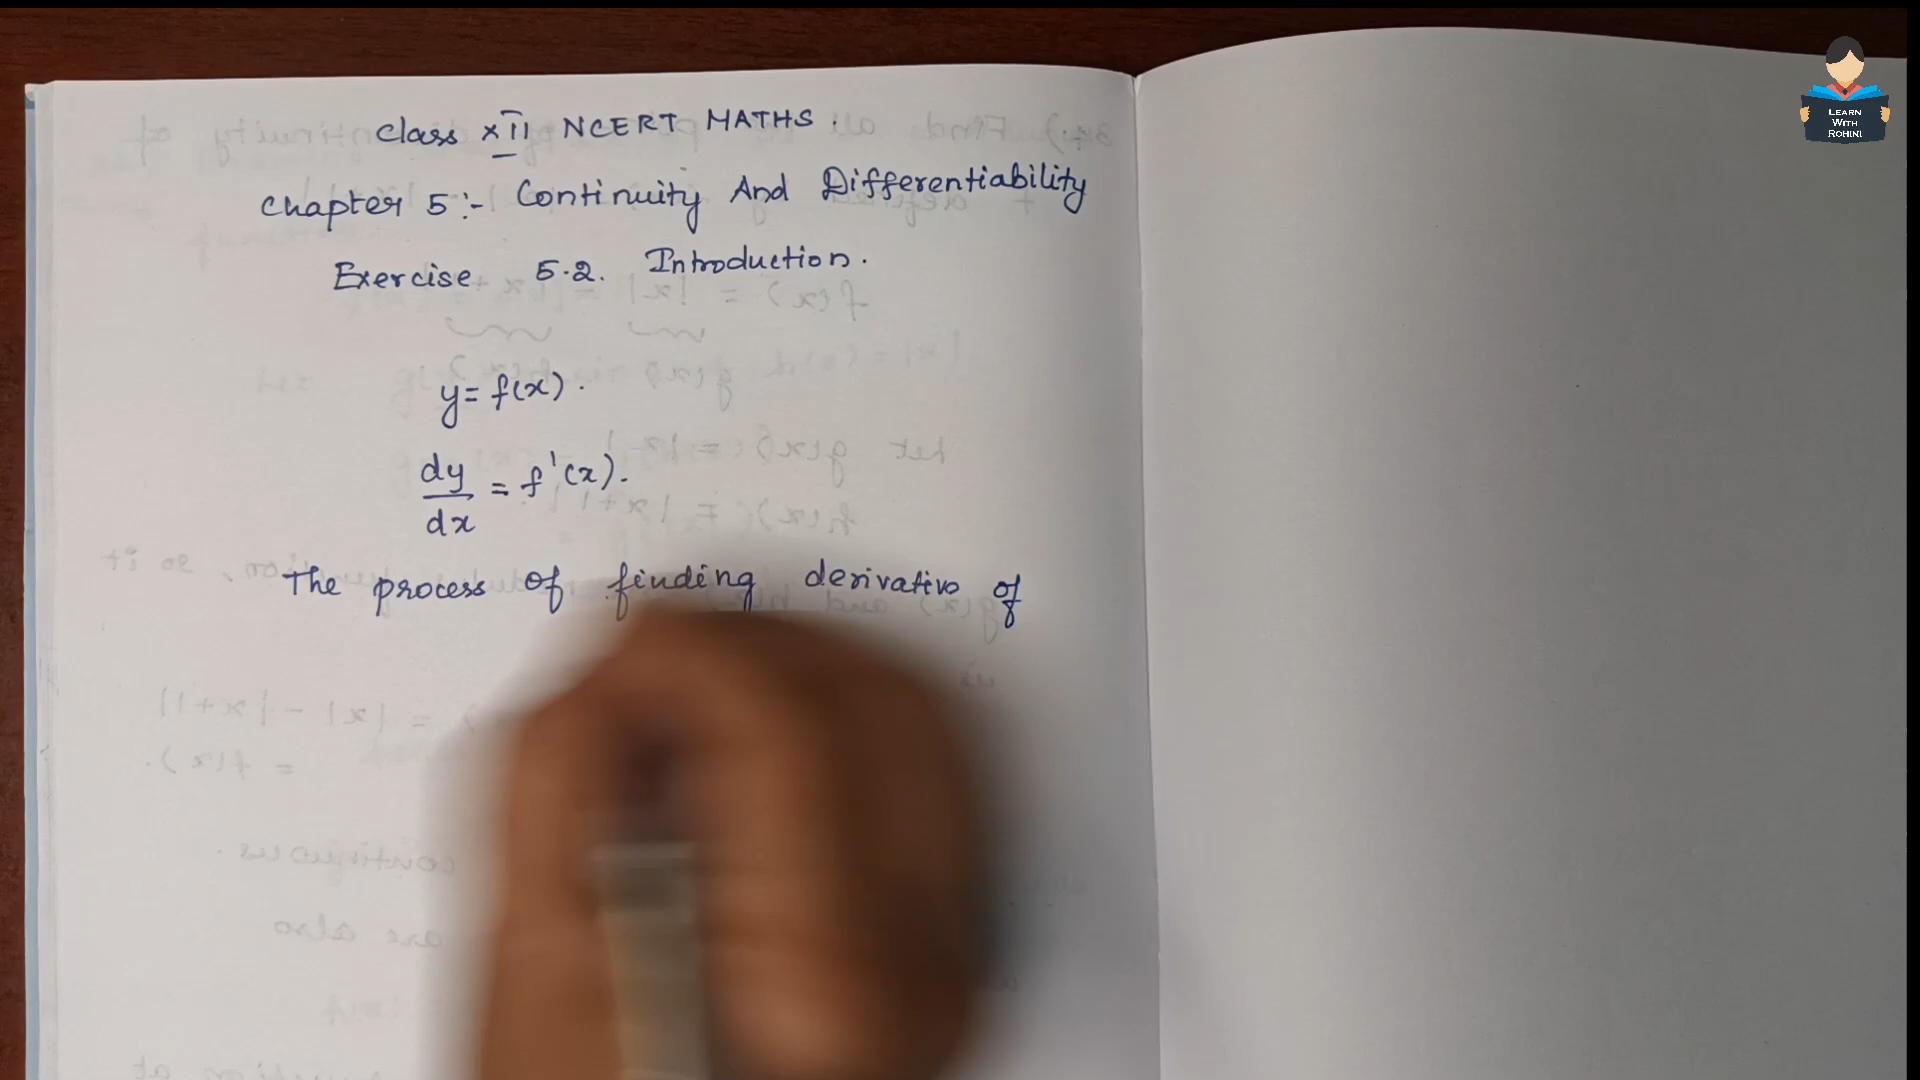 Class XII NCERT MATHS.
Chapter 5:- Continuity And Differentiability
Exercise 5.2. Introduction.
y = f(x).
dy/dx = f'(x).
The process of finding derivative of
LEARN
WITH
ROHINI